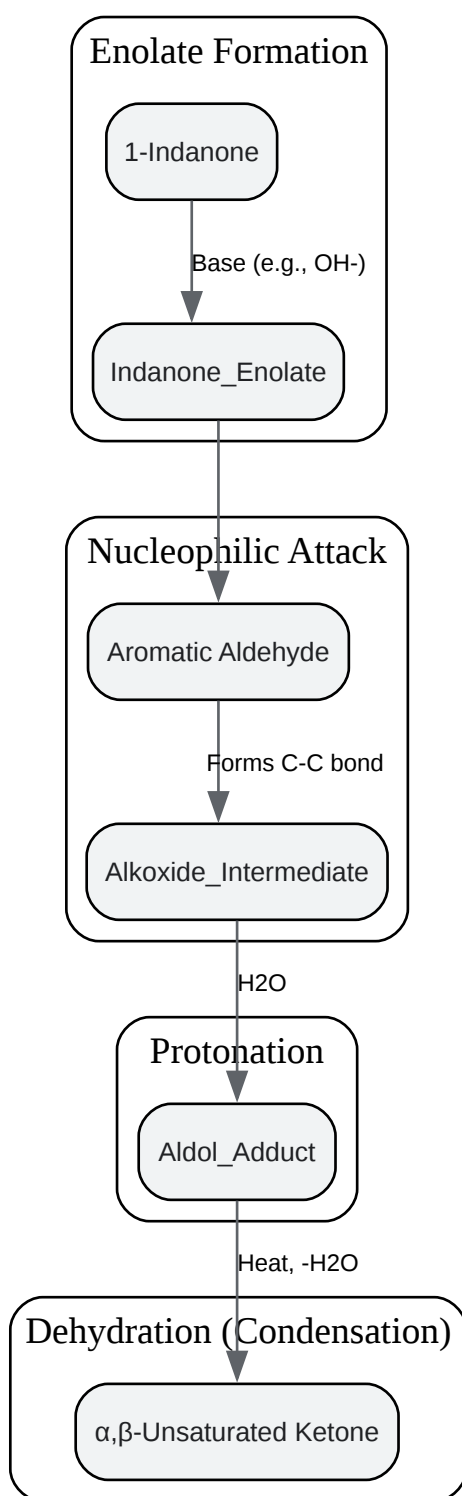 Enolate Formation
1-Indanone
Base (e.g., OH-)
Indanone_Enolate
Nucleophilic Attack
Aromatic Aldehyde
Forms C-C bond
Alkoxide_Intermediate
H2O
Protonation
Aldol_Adduct
Heat, -H2O
Dehydration (Condensation)
α,β-Unsaturated Ketone